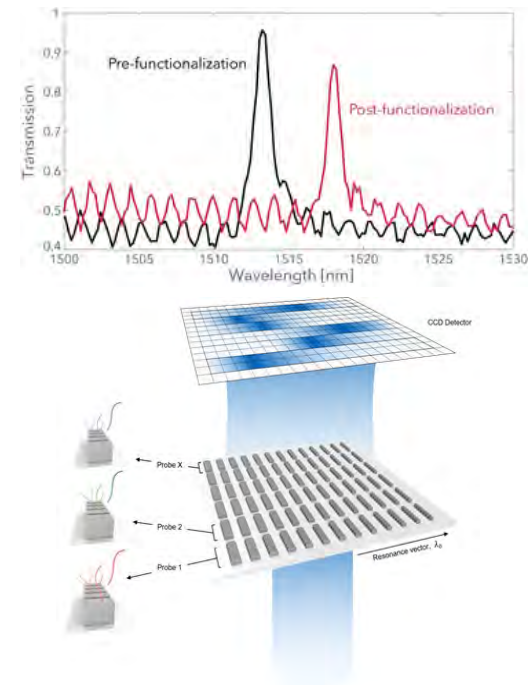 1
0.9
0.8
0.7
0.6
0.5
0.4
Transmission
Pre-functionalization
Post-functionalization
1500 1505 1510 1515 1520 1525 1530
Wavelength [nm]
CCD Detector
Probe X
Probe 2
Probe 1
Resonance vector, λ₀